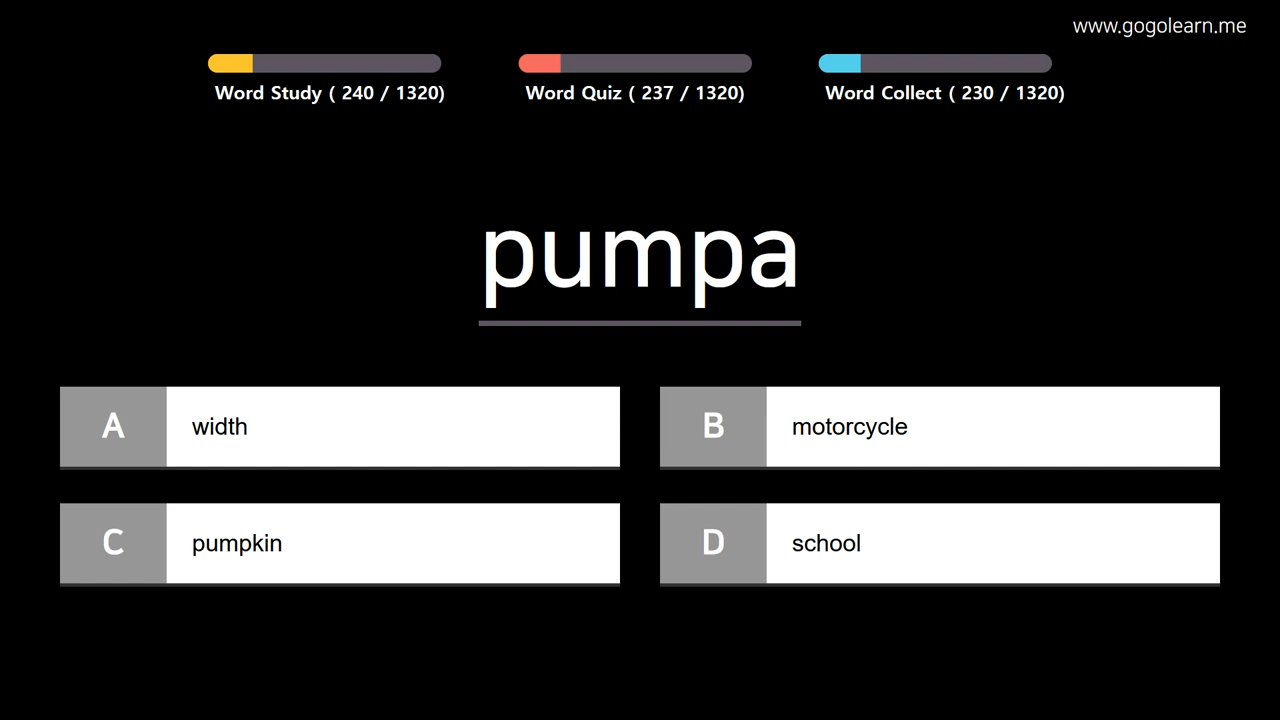 www.gogolearn.me
Word Study ( 240 / 1320)
Word Quiz ( 237 / 1320)
Word Collect ( 230 / 1320)
pumpa
A width
B motorcycle
C pumpkin
D school